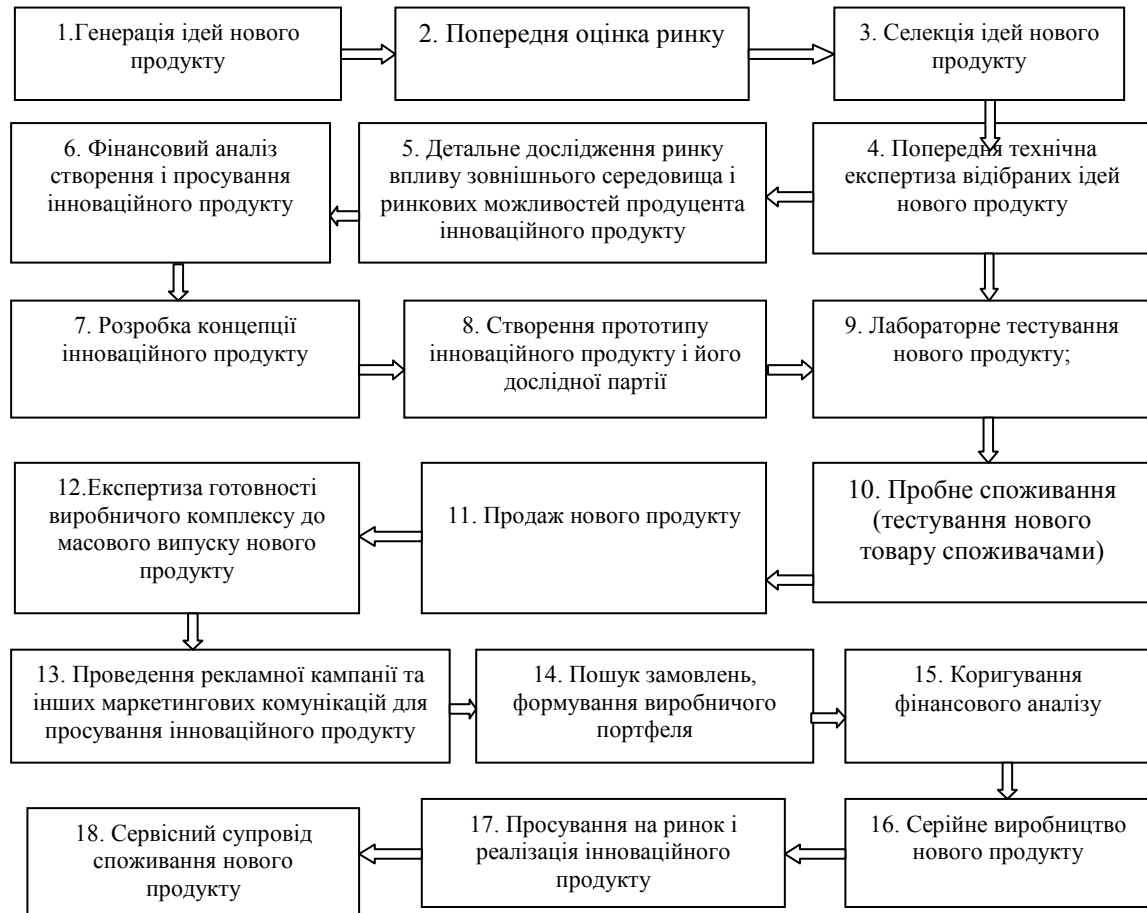 1.Генерація ідей нового
продукту
2. Попередня оцінка ринку
3. Селекція ідей нового
продукту
4. Попередня технічна
експертиза відібраних ідей
нового продукту
5. Детальне дослідження ринку
впливу зовнішнього середовища і
ринкових можливостей продуцента
інноваційного продукту
6. Фінансовий аналіз
створення і просування
інноваційного продукту
7. Розробка концепції
інноваційного продукту
8. Створення прототипу
інноваційного продукту і його
дослідної партії
9. Лабораторне тестування
нового продукту;
10. Пробне споживання
(тестування нового
товару споживачами)
11. Продаж нового продукту
12.Експертиза готовності
виробничого комплексу до
масового випуску нового
продукту
13. Проведення рекламної кампанії та
інших маркетингових комунікацій для
просування інноваційного продукту
14. Пошук замовлень,
формування виробничого
портфеля
15. Коригування
фінансового аналізу
16. Серійне виробництво
нового продукту
17. Просування на ринок і
реалізація інноваційного
продукту
18. Сервісний супровід
споживання нового
продукту